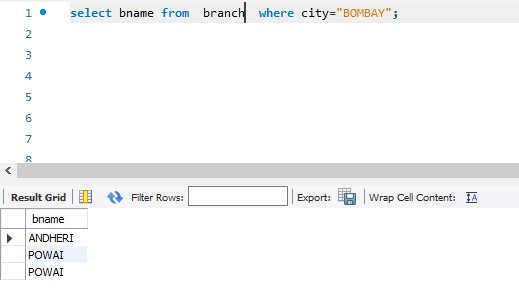 1 select bname from branch where city="BOMBAY";
2
3
4
5
6
7
8
Result Grid Filter Rows: Export: Wrap Cell Content: IA
bname
ANDHERI
POWAI
POWAI